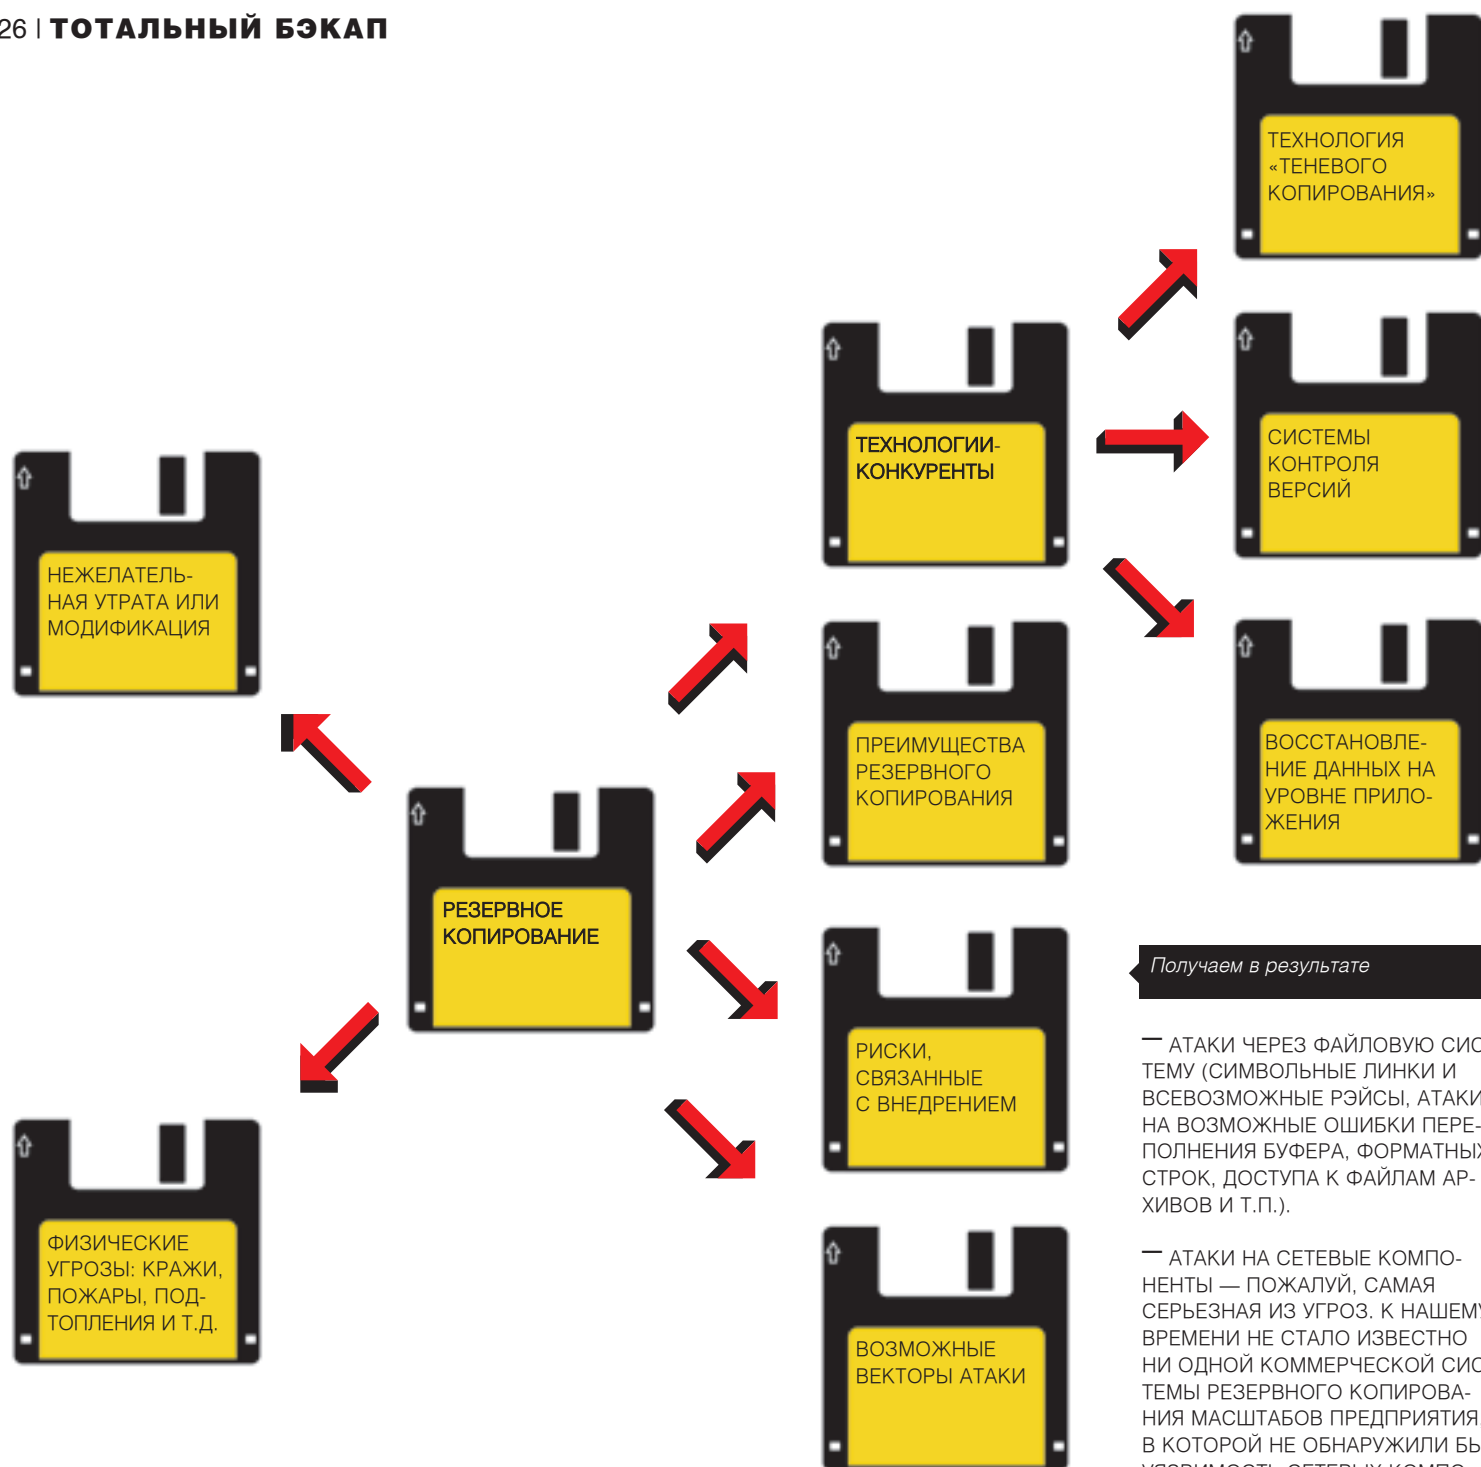 26 | ТОТАЛЬНЫЙ БЭКАП
ТЕХНОЛОГИЯ
«ТЕНЕВОГО
КОПИРОВАНИЯ»
ТЕХНОЛОГИИ-
КОНКУРЕНТЫ
СИСТЕМЫ
КОНТРОЛЯ
ВЕРСИЙ
НЕЖЕЛАТЕЛЬ-
НАЯ УТРАТА ИЛИ
МОДИФИКАЦИЯ
ПРЕИМУЩЕСТВА
РЕЗЕРВНОГО
КОПИРОВАНИЯ
ВОССТАНОВЛЕ-
НИЕ ДАННЫХ НА
УРОВНЕ ПРИЛО-
ЖЕНИЯ
РЕЗЕРВНОЕ
КОПИРОВАНИЕ
РИСКИ,
СВЯЗАННЫЕ
С ВНЕДРЕНИЕМ
ФИЗИЧЕСКИЕ
УГРОЗЫ: КРАЖИ,
ПОЖАРЫ, ПОД-
ТОПЛЕНИЯ И Т.Д.
ВОЗМОЖНЫЕ
ВЕКТОРЫ АТАКИ
Получаем в результате
— АТАКИ ЧЕРЕЗ ФАЙЛОВУЮ СИС
ТЕМУ (СИМВОЛЬНЫЕ ЛИНКИ И
ВСЕВОЗМОЖНЫЕ РЭЙСЫ, АТАКИ
НА ВОЗМОЖНЫЕ ОШИБКИ ПЕРЕ-
ПОЛНЕНИЯ БУФЕРА, ФОРМАТНЫХ
СТРОК, ДОСТУПА К ФАЙЛАМ АР-
ХИВОВ И Т.П.).
— АТАКИ НА СЕТЕВЫЕ КОМПО-
НЕНТЫ — ПОЖАЛУЙ, САМАЯ
СЕРЬЕЗНАЯ ИЗ УГРОЗ. К НАШЕМУ
ВРЕМЕНИ НЕ СТАЛО ИЗВЕСТНО
НИ ОДНОЙ КОММЕРЧЕСКОЙ СИС
ТЕМЫ РЕЗЕРВНОГО КОПИРОВА-
НИЯ МАСШТАБОВ ПРЕДПРИЯТИЯ
В КОТОРОЙ НЕ ОБНАРУЖИЛИ БЫ